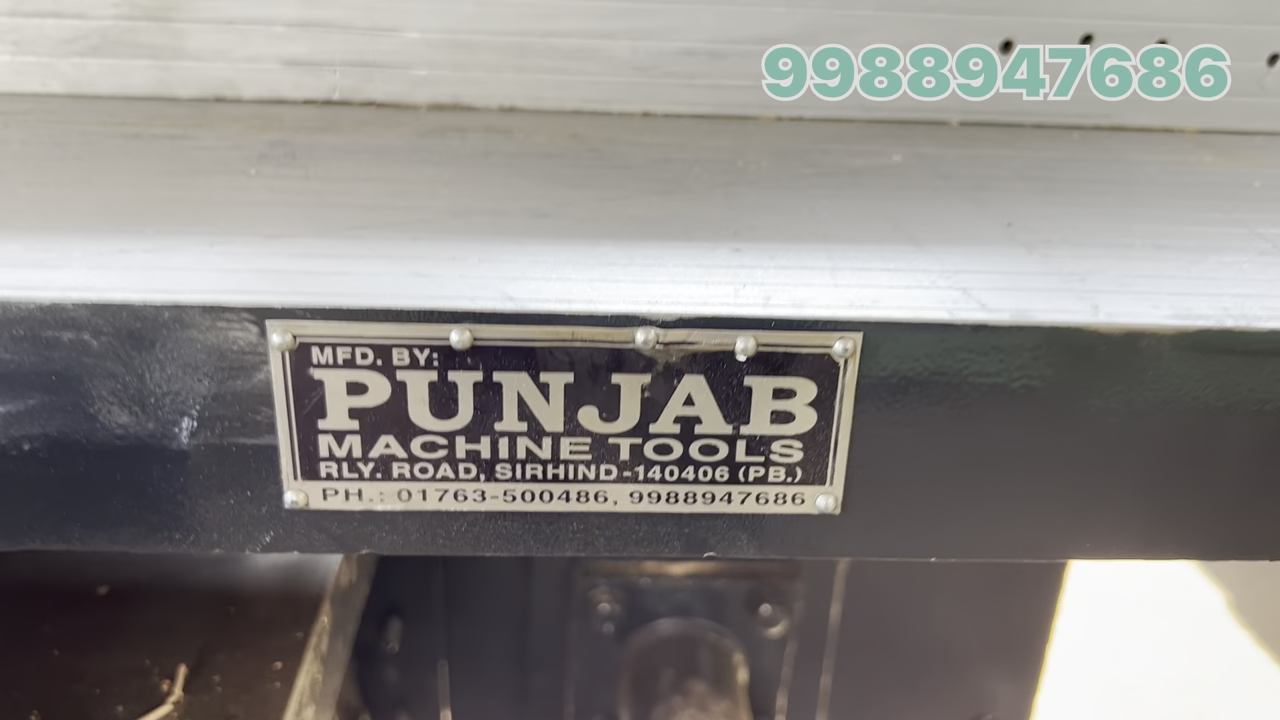 9988947686
MFD. BY:
PUNJAB
MACHINE TOOLS
RLY. ROAD, SIRHIND-140406 (PB.)
PH.: 01763-500486, 9988947686